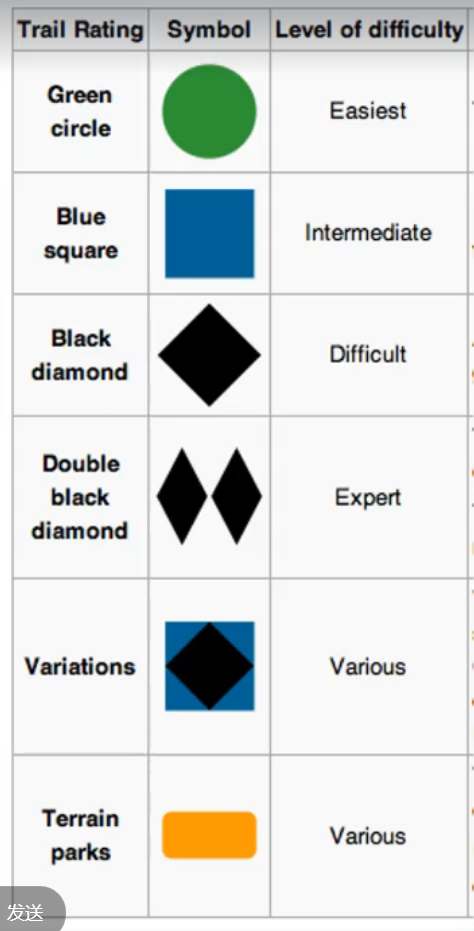 Trail Rating Symbol Level of difficulty
Green
circle
Easiest
Blue
square
Intermediate
Black
diamond
Difficult
Double
black
diamond
Expert
Variations
Various
Terrain
parks
Various
发送